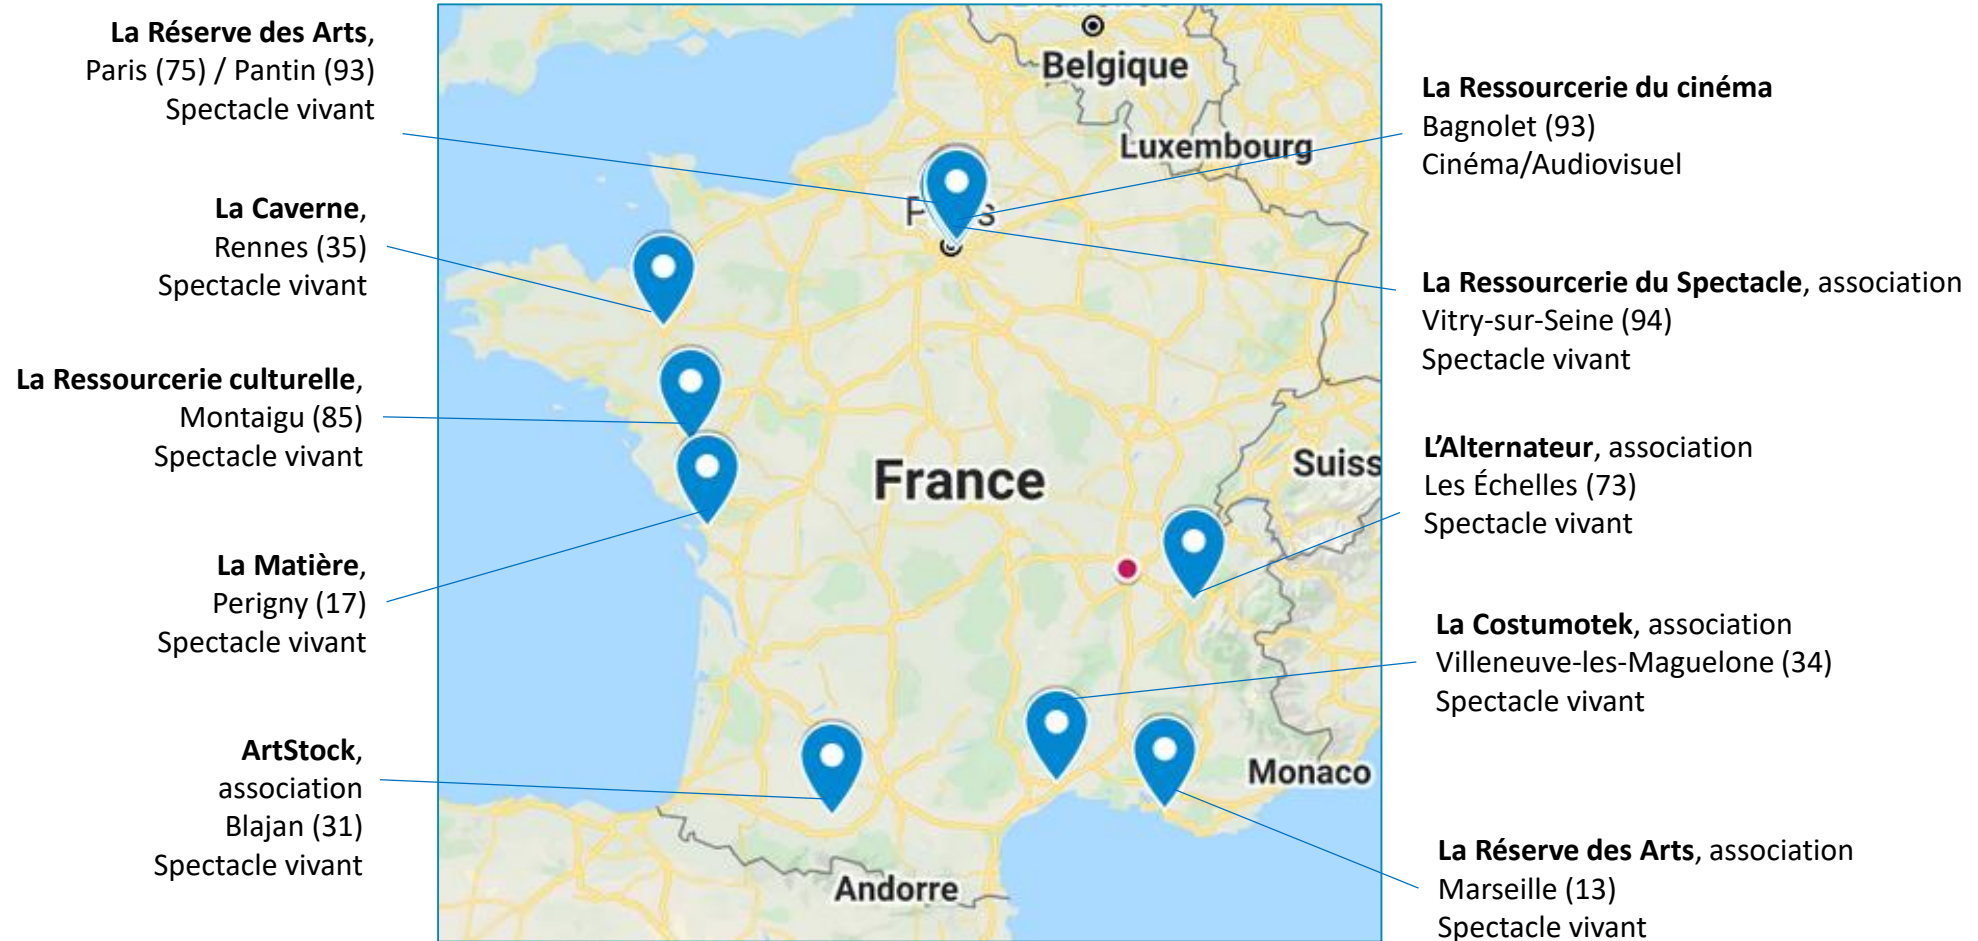 La Réserve des Arts,
Paris (75) / Pantin (93)
Spectacle vivant
La Caverne,
Rennes (35)
Spectacle vivant
La Ressourcerie culturelle,
Montaigu (85)
Spectacle vivant
La Matière,
Perigny (17)
Spectacle vivant
ArtStock,
association
Blajan (31)
Spectacle vivant
Belgique
Luxembourg
France
Suiss
Monaco
Andorre
La Ressourcerie du cinéma
Bagnolet (93)
Cinéma/Audiovisuel
La Ressourcerie du Spectacle, association
Vitry-sur-Seine (94)
Spectacle vivant
L’Alternateur, association
Les Échelles (73)
Spectacle vivant
La Costumotek, association
Villeneuve-les-Maguelone (34)
Spectacle vivant
La Réserve des Arts, association
Marseille (13)
Spectacle vivant